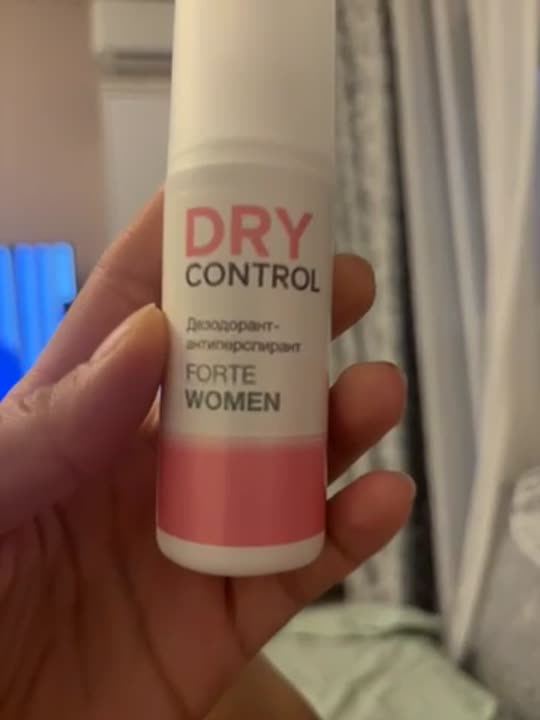 DRY
CONTROL
Дезодорант-
антиперспирант
FORTE
WOMEN